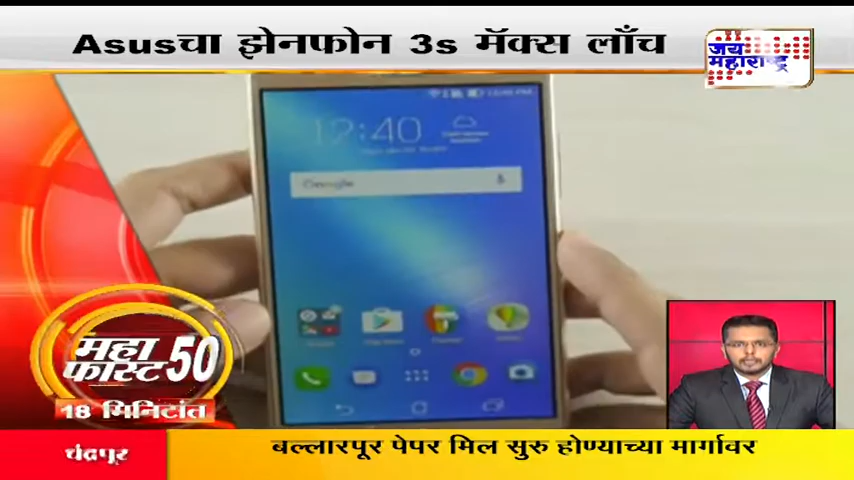 Asusचा झेनफोन 3s मॅक्स लाँच
जय
महाराष्ट्र
12:40
Google
महा
फास्ट 50
18 मिनिटांत
चंद्रपूर
बल्लारपूर पेपर मिल सुरु होण्याच्या मार्गावर